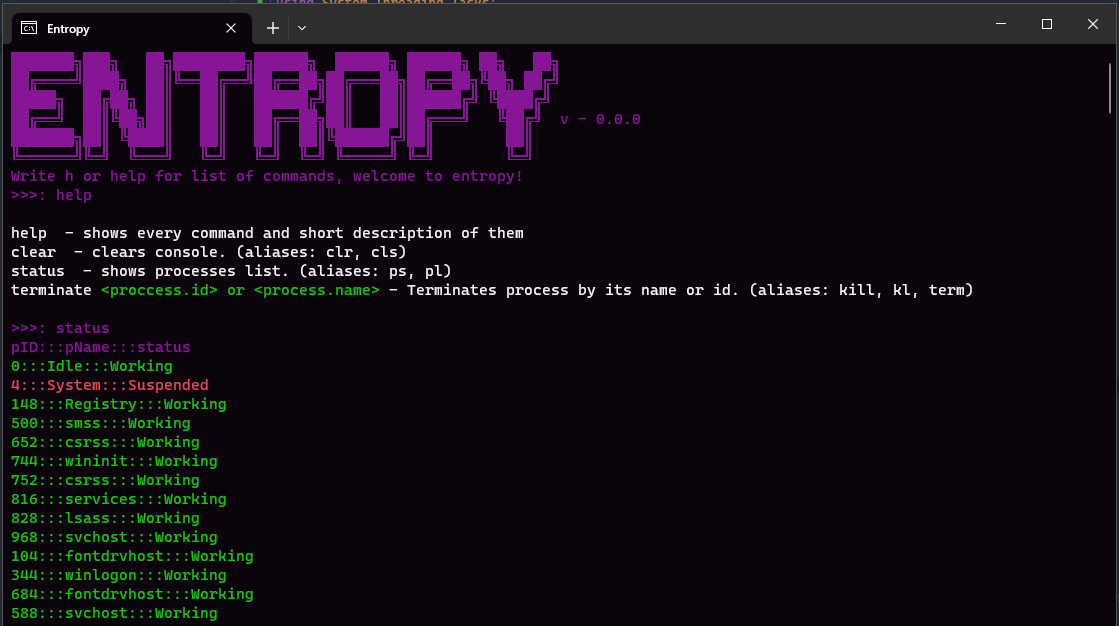 using System.Threading.Tasks;
Entropy
ENTROPY
v - 0.0.0
Write h or help for list of commands, welcome to entropy!
>>>: help
help  - shows every command and short description of them
clear  - clears console. (aliases: clr, cls)
status  - shows processes list. (aliases: ps, pl)
terminate <proccess.id> or <process.name> - Terminates process by its name or id. (aliases: kill, kl, term)
>>>: status
pID:::pName:::status
0:::Idle:::Working
4:::System:::Suspended
148:::Registry:::Working
500:::smss:::Working
652:::csrss:::Working
744:::wininit:::Working
752:::csrss:::Working
816:::services:::Working
828:::lsass:::Working
968:::svchost:::Working
104:::fontdrvhost:::Working
344:::winlogon:::Working
684:::fontdrvhost:::Working
588:::svchost:::Working